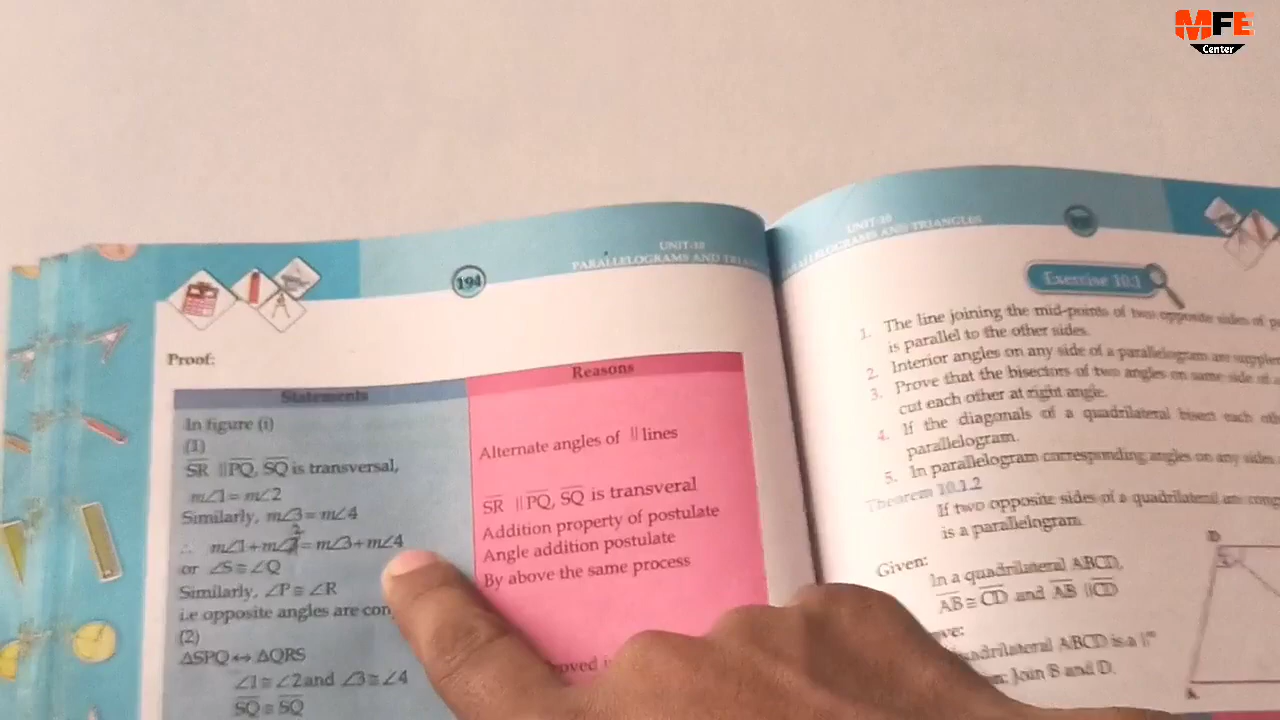 MFE
Center
194
UNIT-10
PARALLELOGRAMS AND
Proof:
Statements
Reasons
In figure (i)
(1)
SR ||PQ, SQ is transversal,
m∠1 = m∠2
Similarly, m∠3 = m∠4
∴ m∠1+m∠2 = m∠3+m∠4
or ∠S ≅ ∠Q
Similarly, ∠P ≅ ∠R
i.e opposite angles are
(2)
ΔSPQ ↔ ΔQRS
∠1 ≅ ∠2 and ∠3 ≅ ∠4
SQ ≅ SQ
Alternate angles of || lines
SR ||PQ, SQ is transveral
Addition property of postulate
Angle addition postulate
By above the same process
UNIT-10
PARALLELOGRAMS AND TRIANGLES
Exercise 10.1
1. The line joining the mid-points of two opposite sides of
is parallel to the other sides.
2. Interior angles on any side of a parallelogram are
3. Prove that the bisectors of two angles on same side of
cut each other at right angle.
4. If the diagonals of a quadrilateral bisect each
parallelogram.
5. In parallelogram corresponding angles on any
Theorem 10.1.2
If two opposite sides of a quadrilateral are
is a parallelogram
Given:
In a quadrilateral ABCD,
AB ≅ CD and AB ||CD
ABCD is a ||gm
Join B and D.
D
A